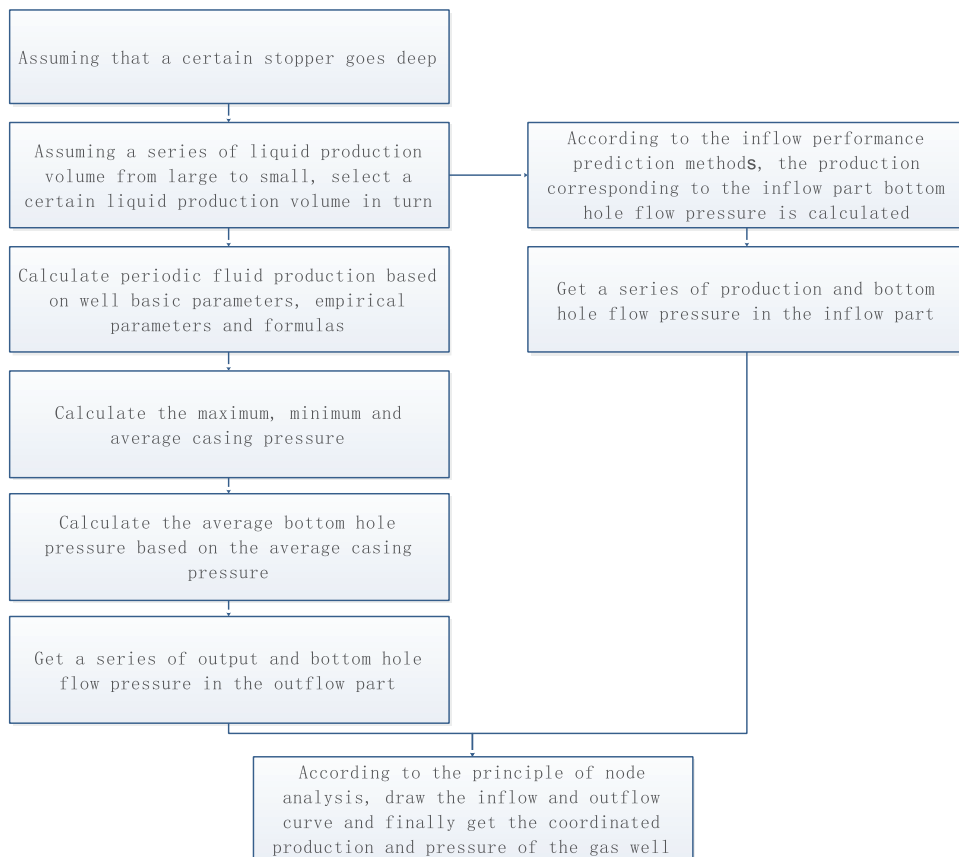 Assuming that a certain stopper goes deep
Assuming a series of liquid production
volume from large to small, select a
certain liquid production volume in turn
According to the inflow performance
prediction methods, the production
corresponding to the inflow part bottom
hole flow pressure is calculated
Calculate periodic fluid production based
on well basic parameters, empirical
parameters and formulas
Get a series of production and bottom
hole flow pressure in the inflow part
Calculate the maximum, minimum and
average casing pressure
Calculate the average bottom hole
pressure based on the average casing
pressure
Get a series of output and bottom hole
flow pressure in the outflow part
According to the principle of node
analysis, draw the inflow and outflow
curve and finally get the coordinated
production and pressure of the gas well